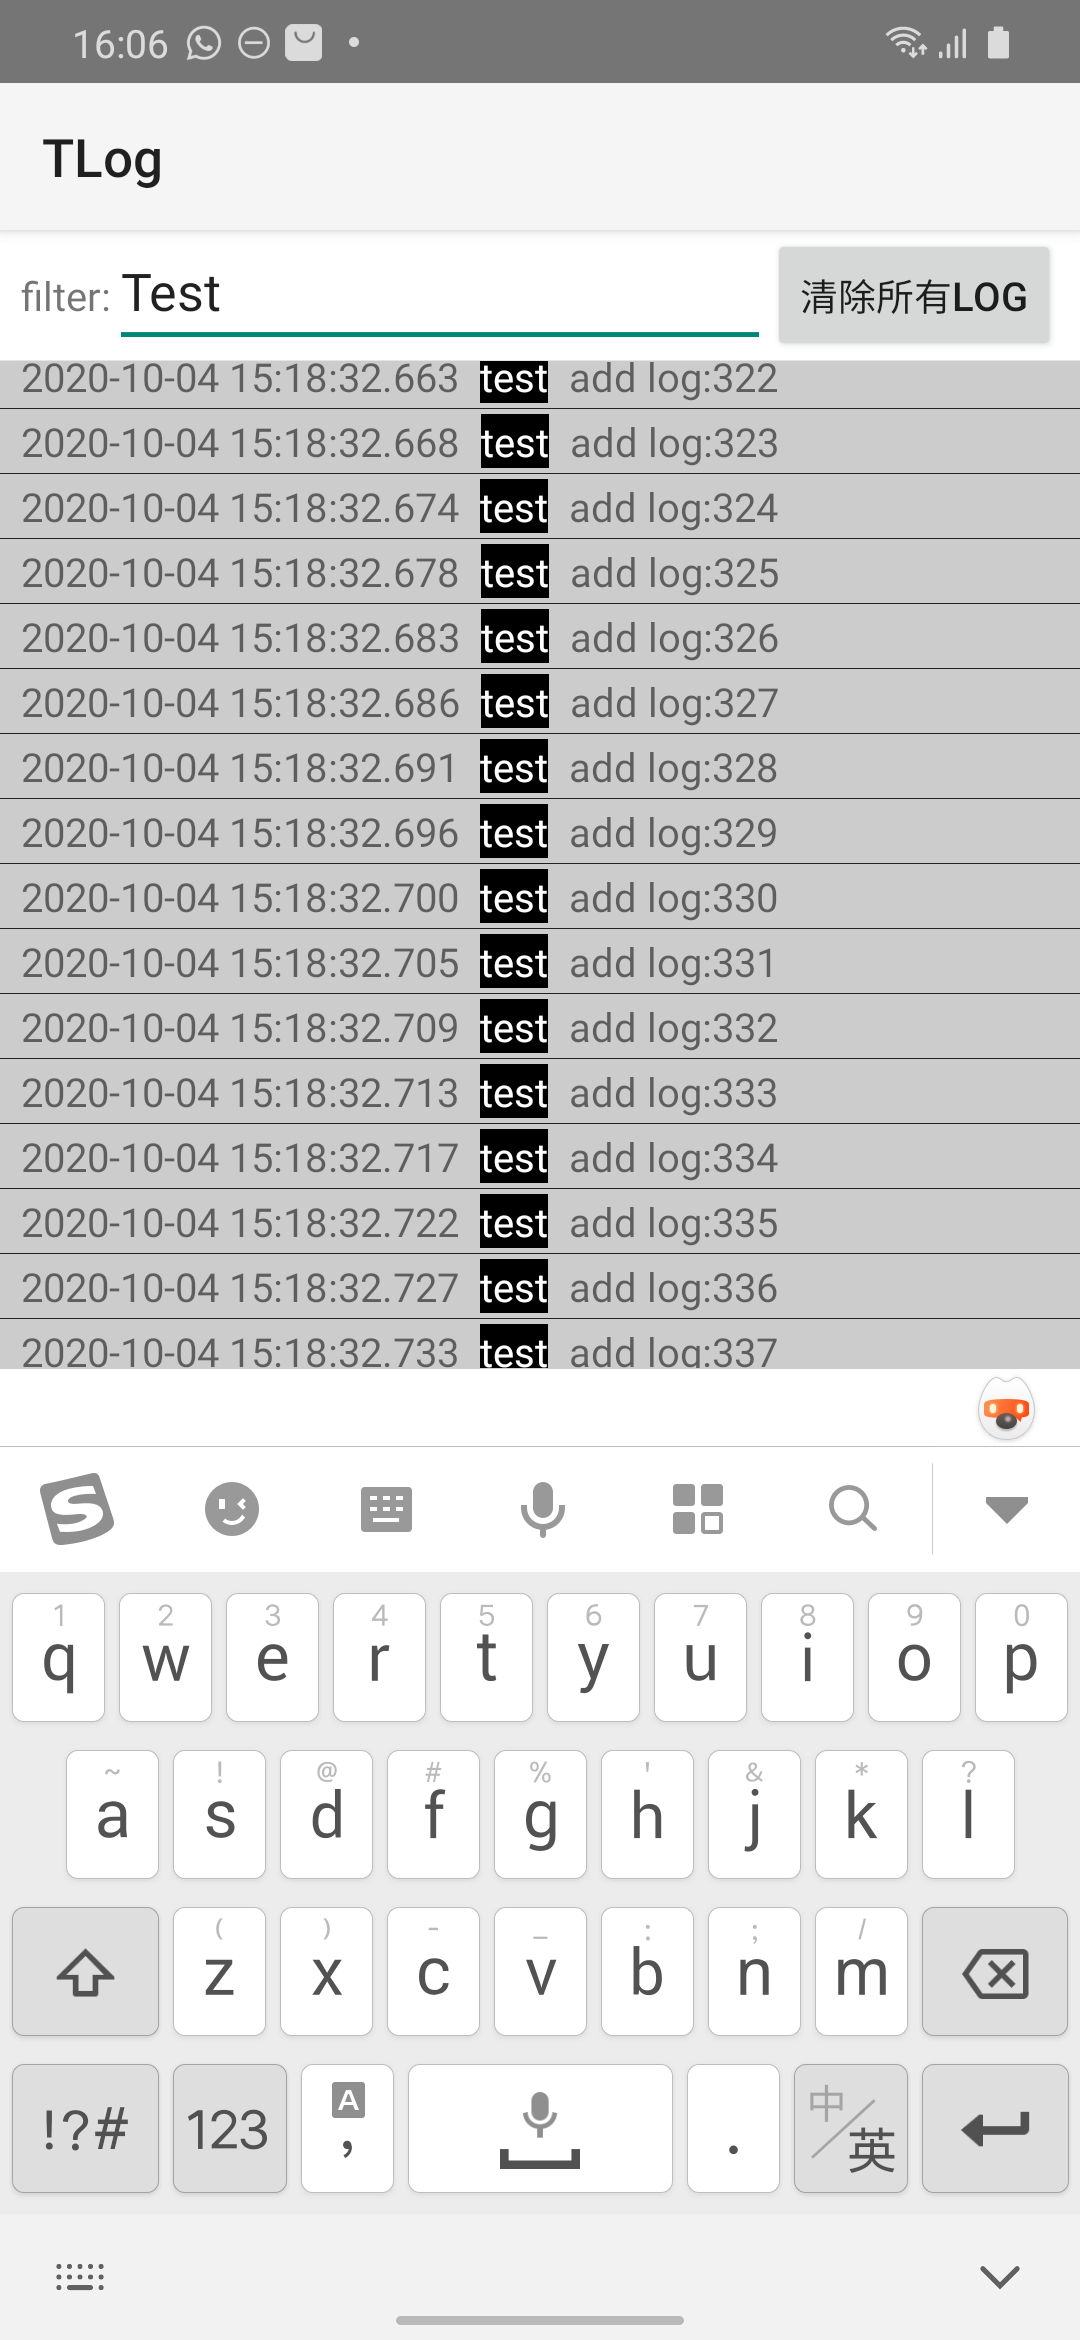 16:06
TLog
filter: Test 清除所有LOG
2020-10-04 15:18:32.663 test add log:322
2020-10-04 15:18:32.668 test add log:323
2020-10-04 15:18:32.674 test add log:324
2020-10-04 15:18:32.678 test add log:325
2020-10-04 15:18:32.683 test add log:326
2020-10-04 15:18:32.686 test add log:327
2020-10-04 15:18:32.691 test add log:328
2020-10-04 15:18:32.696 test add log:329
2020-10-04 15:18:32.700 test add log:330
2020-10-04 15:18:32.705 test add log:331
2020-10-04 15:18:32.709 test add log:332
2020-10-04 15:18:32.713 test add log:333
2020-10-04 15:18:32.717 test add log:334
2020-10-04 15:18:32.722 test add log:335
2020-10-04 15:18:32.727 test add log:336
2020-10-04 15:18:32.733 test add log:337
S
1 2 3 4 5 6 7 8 9 0
q w e r t y u i o p
~ ! @ # % ' & * ?
a s d f g h j k l
( ) - _ : ; /
z x c v b n m
!?# 123 A , . 中/英